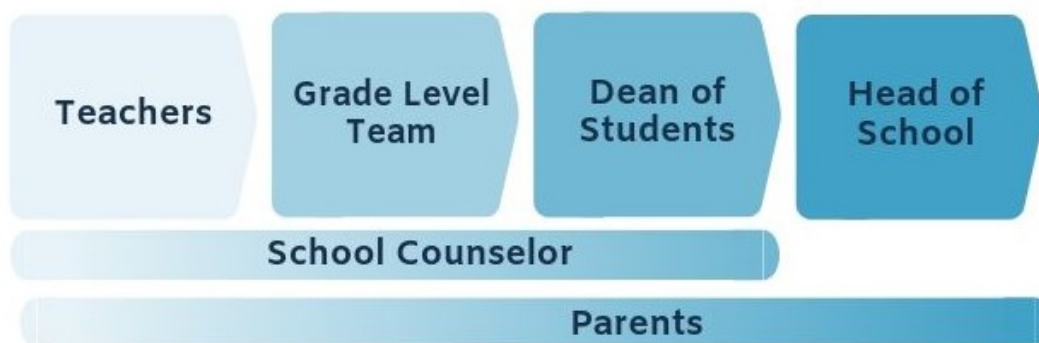 Teachers
Grade Level
Team
Dean of
Students
Head of
School
School Counselor
Parents